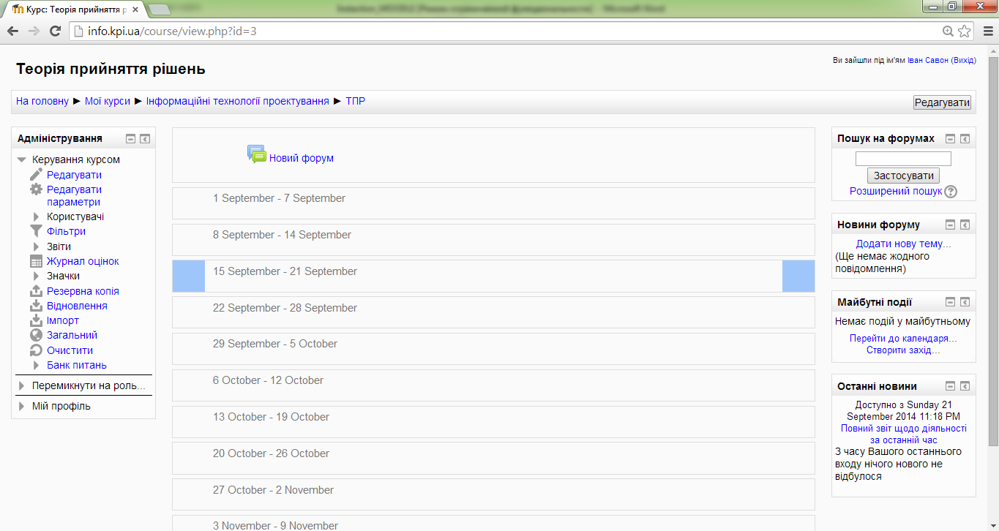 Курс: Теорія прийняття р
info.kpi.ua/course/view.php?id=3
Теорія прийняття рішень
Ви зайшли під ім'ям Іван Савон (Вихід)
На головну ► Мої курси ► Інформаційні технології проектування ► ТПР
Редагувати
Адміністрування
Керування курсом
Редагувати
Редагувати
параметри
Користувачі
Фільтри
Звіти
Журнал оцінок
Значки
Резервна копія
Відновлення
Імпорт
Загальний
Очистити
Банк питань
Перемикнути на роль...
Мій профіль
Новий форум
1 September - 7 September
8 September - 14 September
15 September - 21 September
22 September - 28 September
29 September - 5 October
6 October - 12 October
13 October - 19 October
20 October - 26 October
27 October - 2 November
3 November - 9 November
Пошук на форумах
Застосувати
Розширений пошук
Новини форуму
Додати нову тему...
(Ще немає жодного
повідомлення)
Майбутні події
Немає подій у майбутньому
Перейти до календаря...
Створити захід...
Останні новини
Доступно з Sunday 21
September 2014 11:18 PM
Повний звіт щодо діяльності
за останній час
З часу Вашого останнього
входу нічого нового не
відбулося